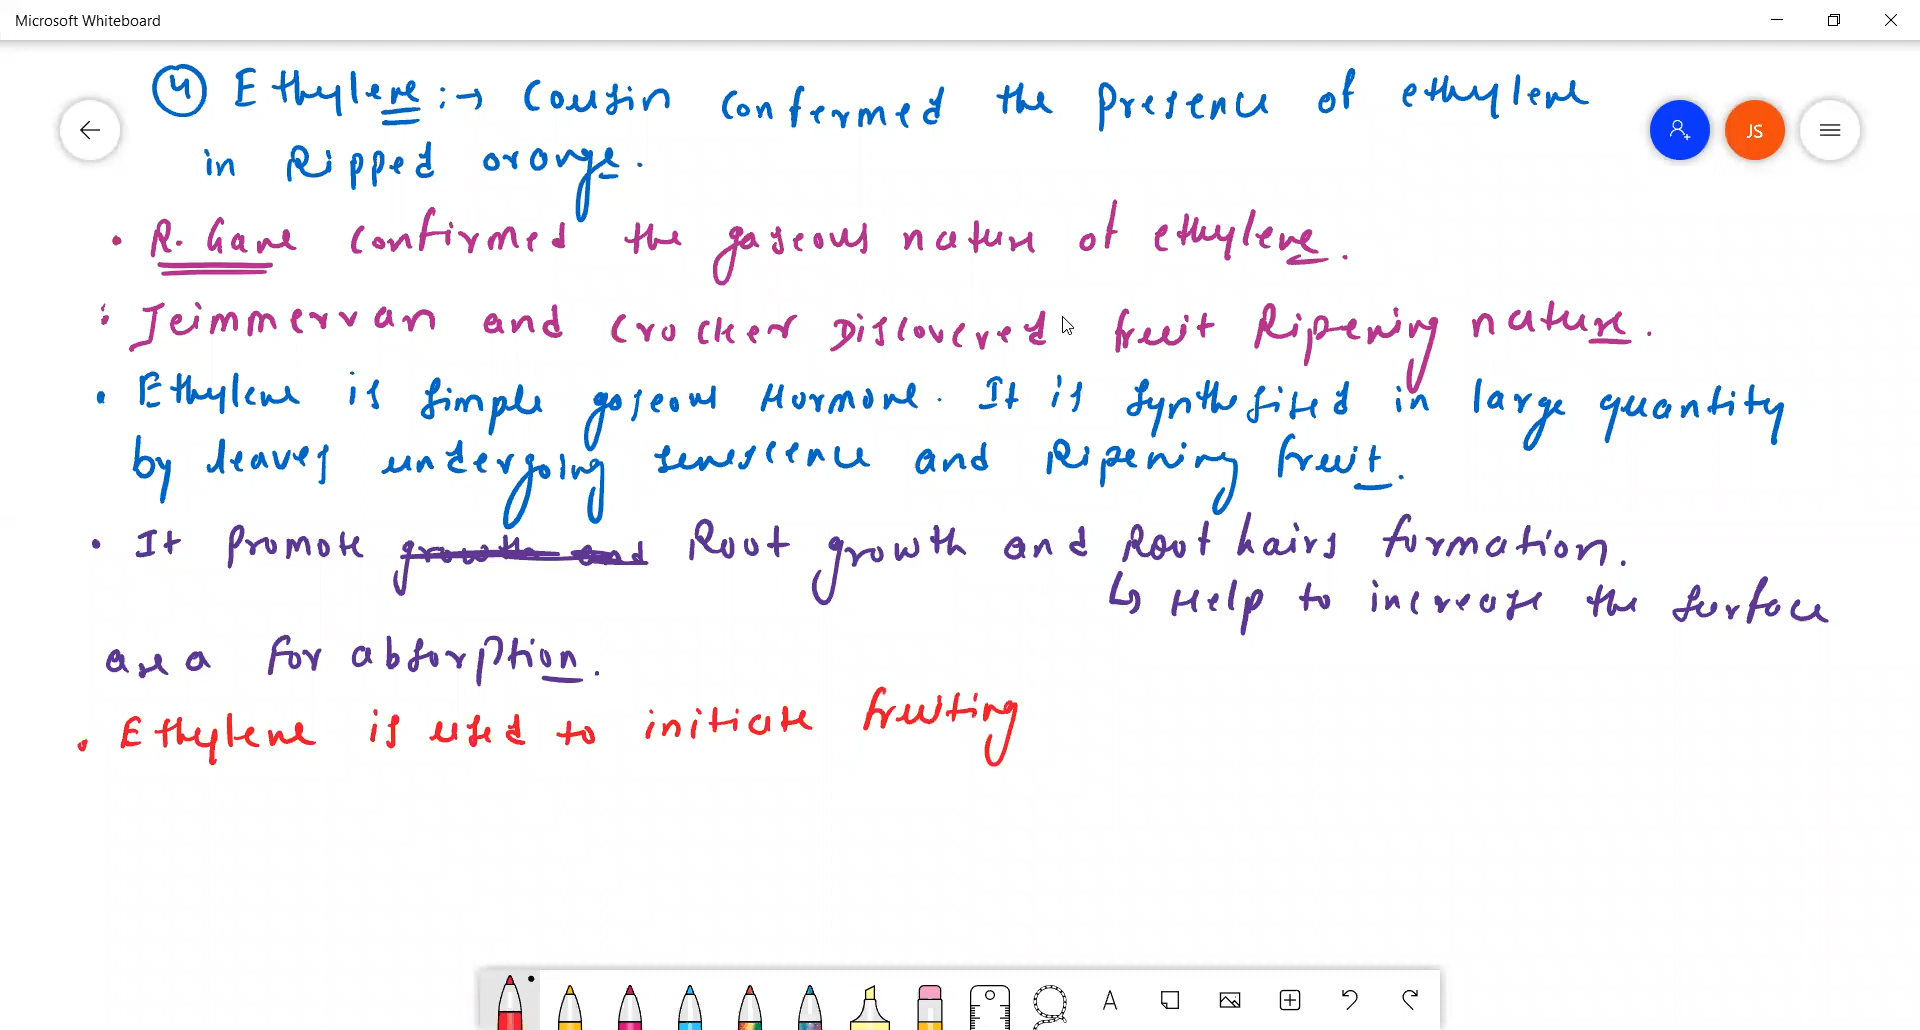 Microsoft Whiteboard
④ Ethylene :→ Cousin confermed the presence of ethylene
JS
in Ripped orange.
• R. Gane confirmed the gaseous nature of ethylene.
: Jeimmervan and Crocker Discovered fruit Ripening nature.
• Ethylene is simple gaseous Hormone. It is synthesised in large quantity
by leaves undergoing senescence and Ripening fruit.
• It promote growth and Root growth and Root hairs formation.
↳ Help to increase the surface
area for absorption.
• Ethylene is used to initiate fruiting
A